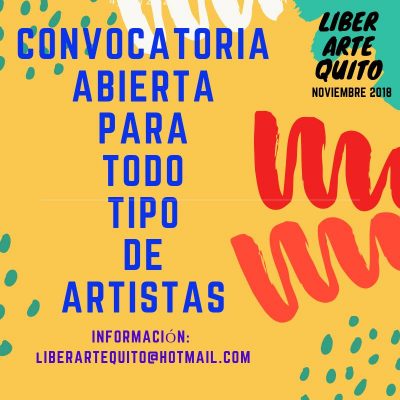 CONVOCATORIA
ABIERTA
PARA
TODO
TIPO
DE
ARTISTAS
INFORMACIÓN:
LIBERARTEQUITO@HOTMAIL.COM
LIBER
ARTE
QUITO
NOVIEMBRE 2018